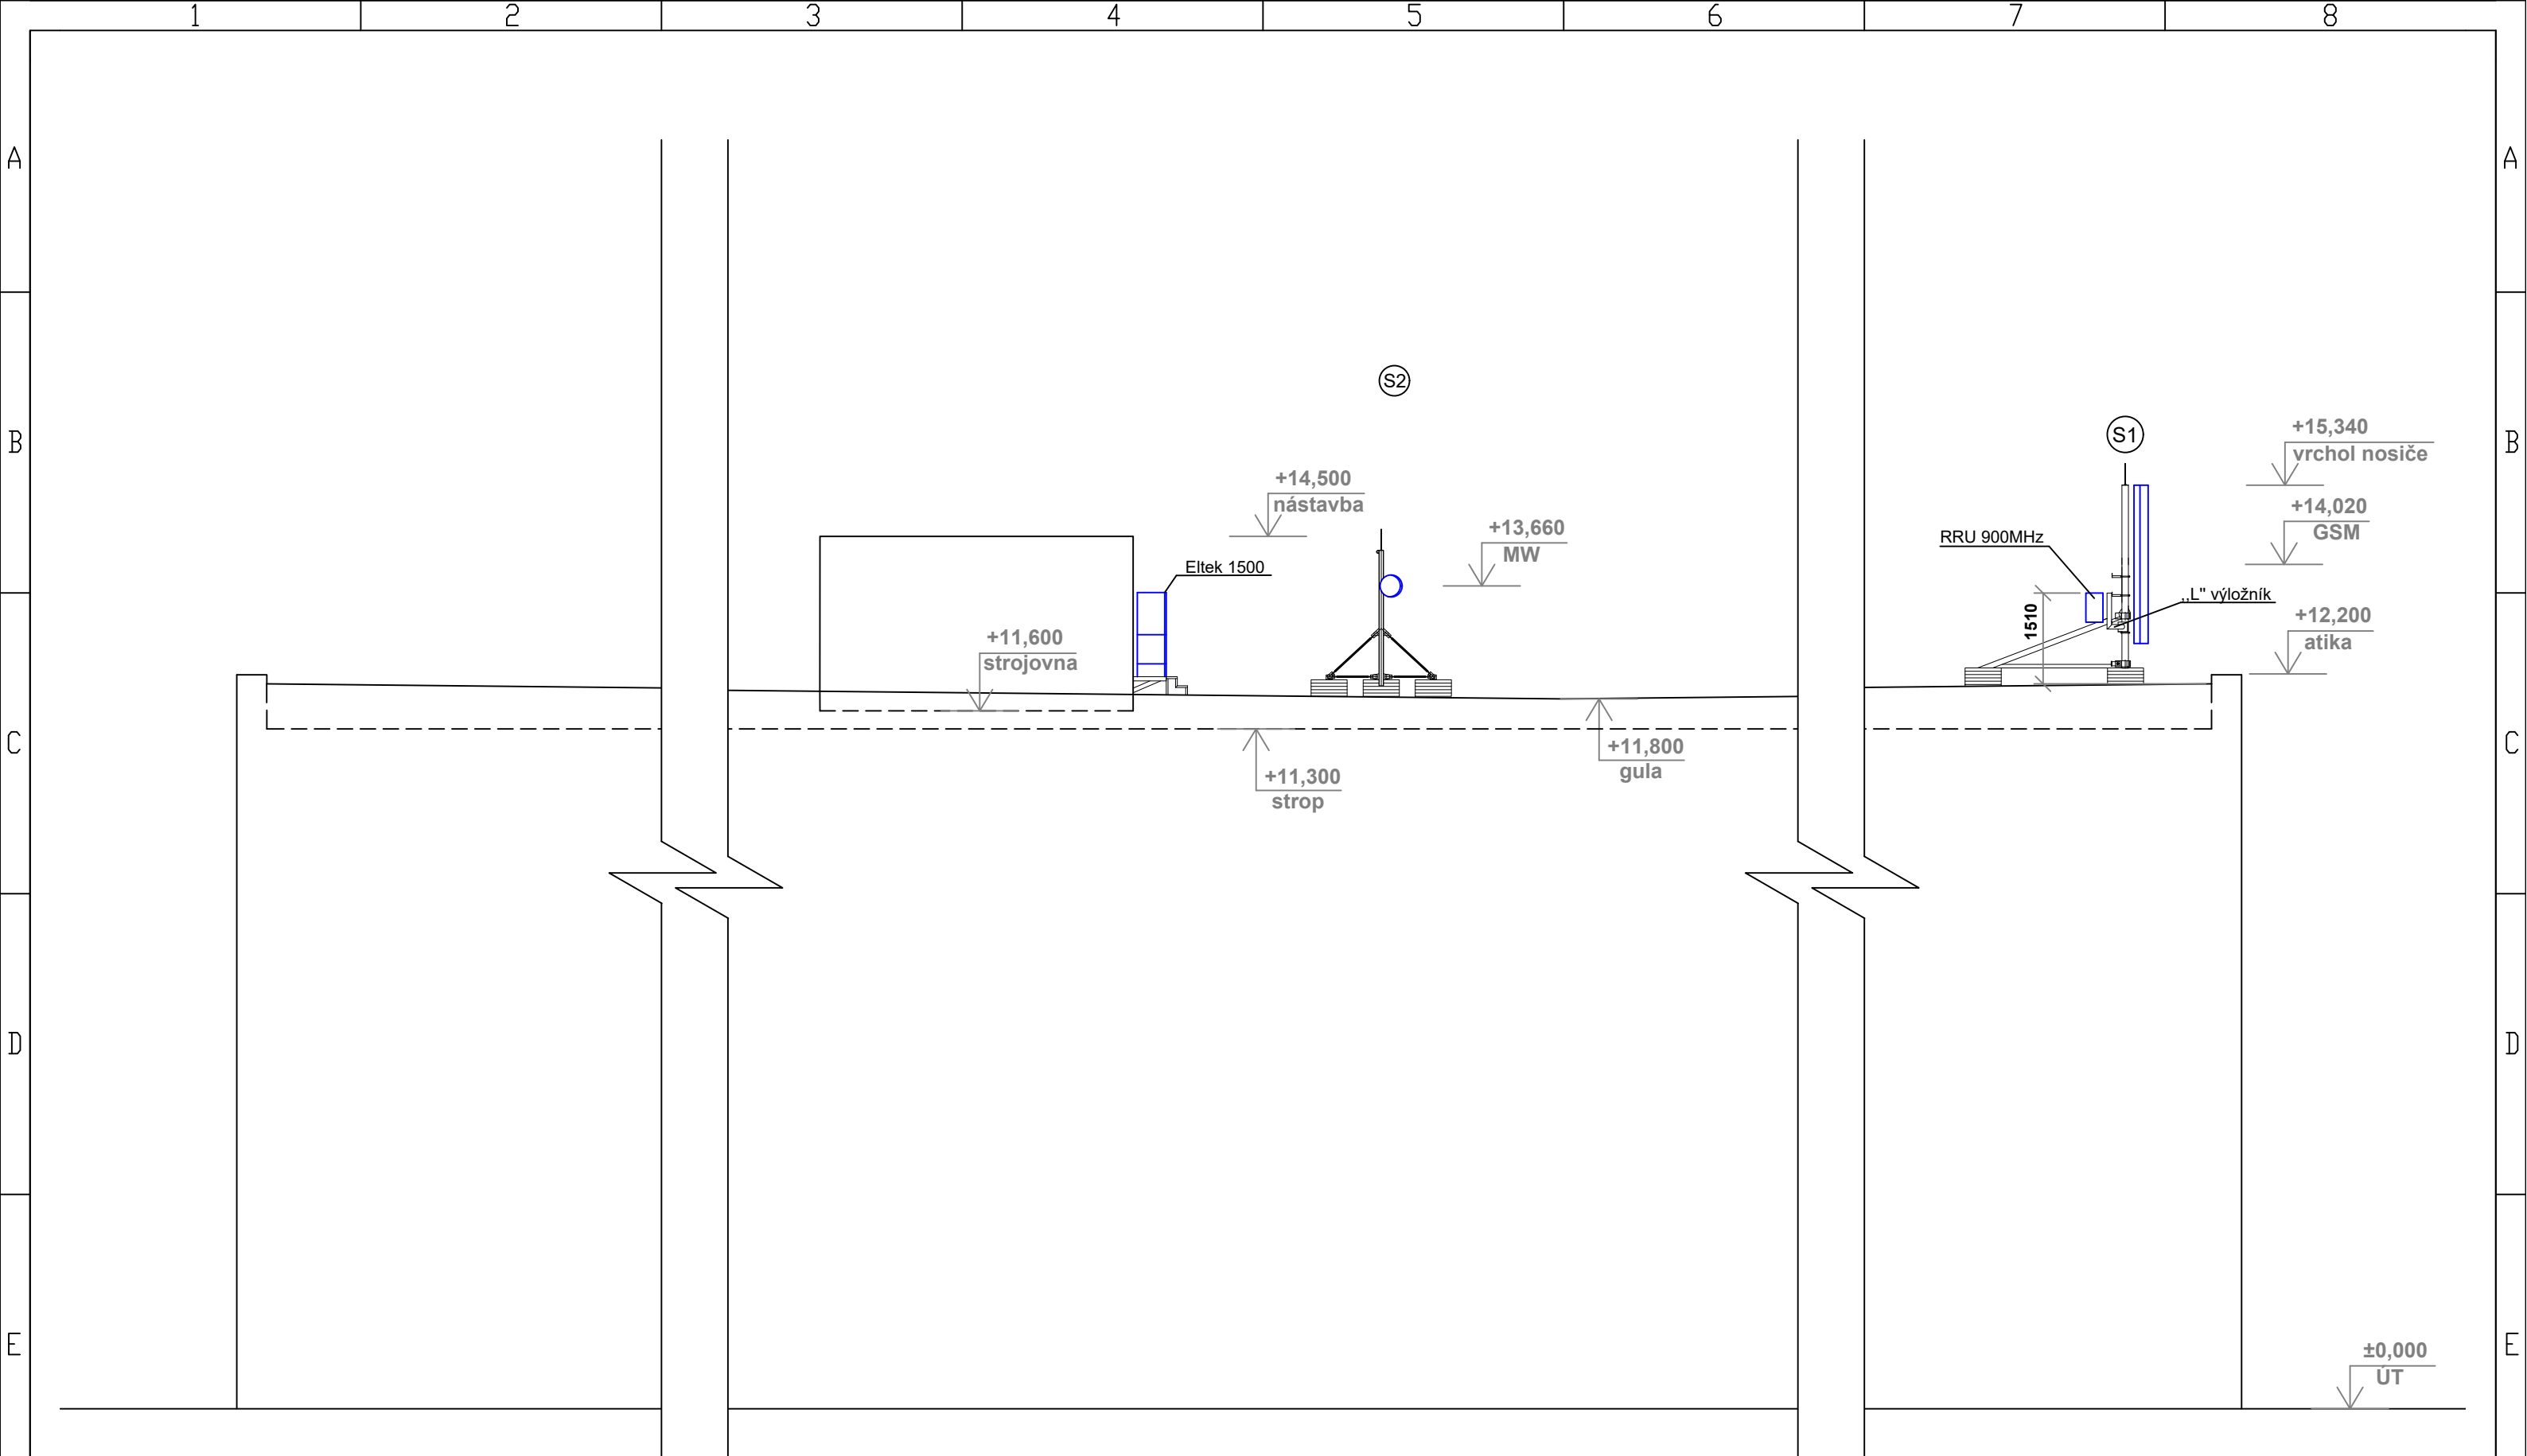 1 2 3 4 5 6 7 8
A A
S2
+15,340
B S1 B
vrchol nosiče
+14,500
nástavba
+14,020
GSM
+13,660
MW
RRU 900MHz
Eltek 1500
,,L" výložník
1510
+12,200
atika
+11,600
strojovna
C C
+11,800
gula
+11,300
strop
D D
E E
±0,000
ÚT